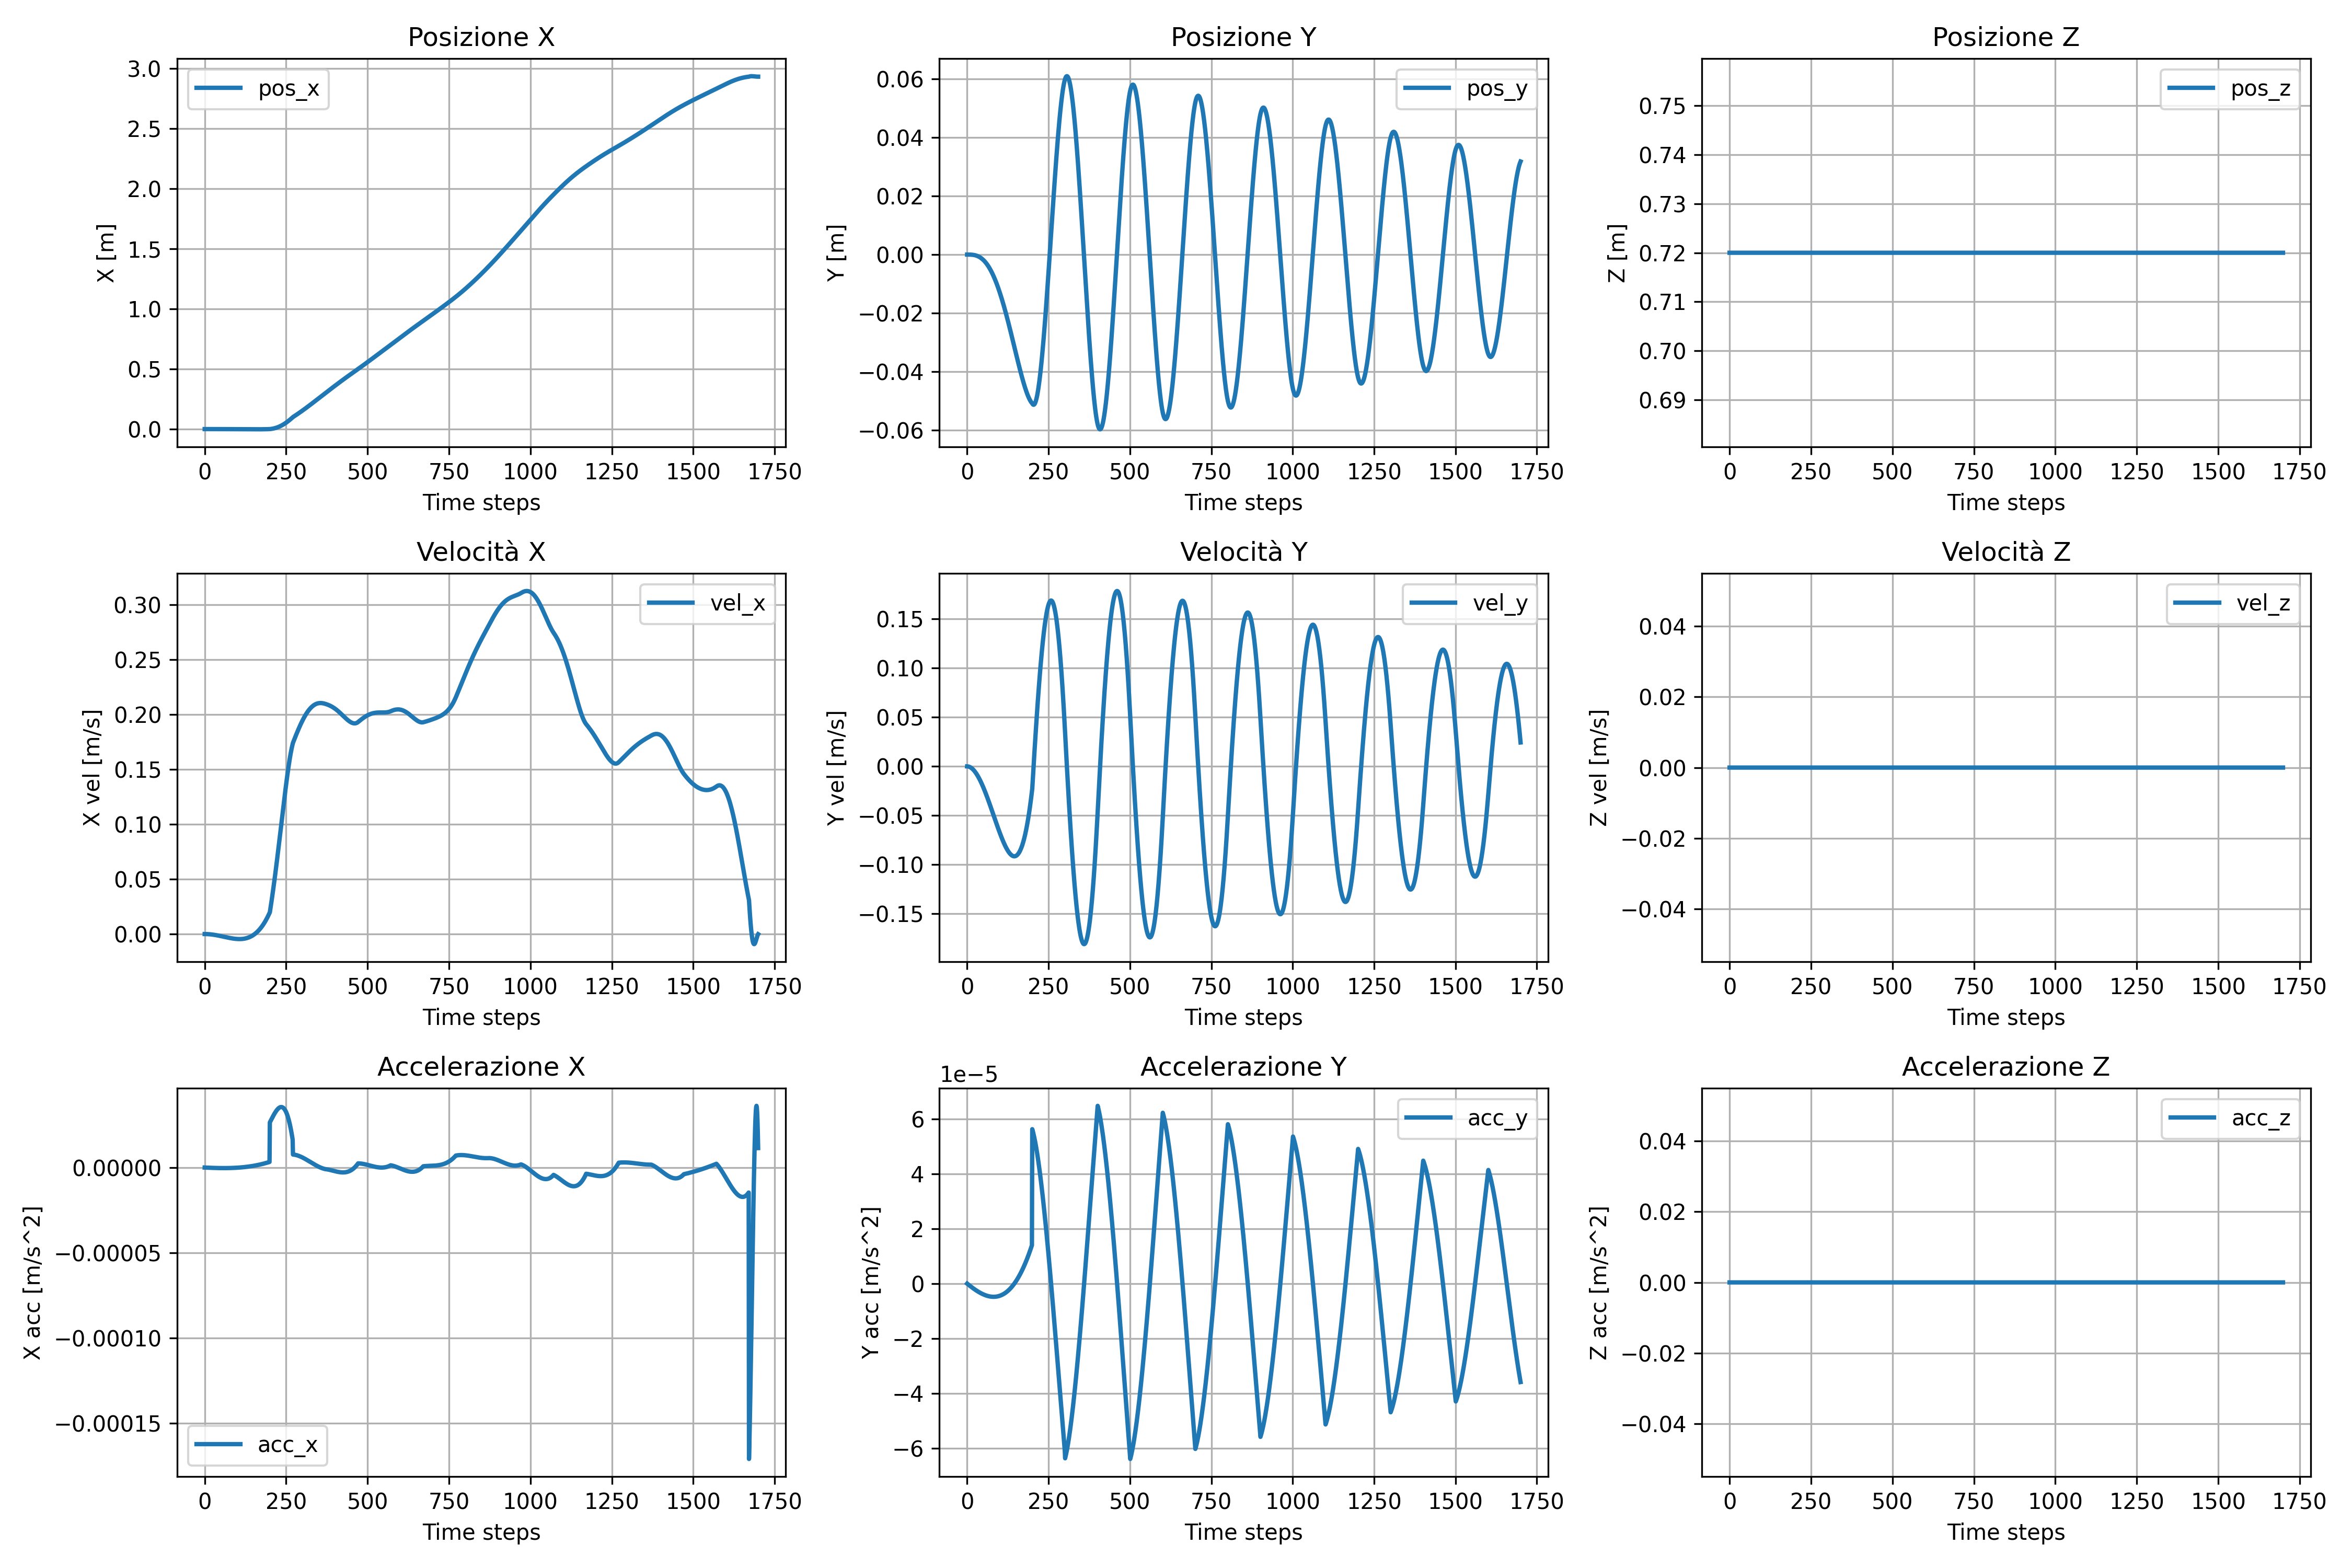 Posizione X
3.0
2.5
2.0
1.5
1.0
0.5
0.0
X [m]
pos_x
0 250 500 750 1000 1250 1500 1750
Time steps
Posizione Y
0.06
0.04
0.02
0.00
−0.02
−0.04
−0.06
Y [m]
pos_y
0 250 500 750 1000 1250 1500 1750
Time steps
Posizione Z
0.75
0.74
0.73
0.72
0.71
0.70
0.69
Z [m]
pos_z
0 250 500 750 1000 1250 1500 1750
Time steps
Velocità X
0.30
0.25
0.20
0.15
0.10
0.05
0.00
X vel [m/s]
vel_x
0 250 500 750 1000 1250 1500 1750
Time steps
Velocità Y
0.15
0.10
0.05
0.00
−0.05
−0.10
−0.15
Y vel [m/s]
vel_y
0 250 500 750 1000 1250 1500 1750
Time steps
Velocità Z
0.04
0.02
0.00
−0.02
−0.04
Z vel [m/s]
vel_z
0 250 500 750 1000 1250 1500 1750
Time steps
Accelerazione X
0.00000
−0.00005
−0.00010
−0.00015
X acc [m/s^2]
acc_x
0 250 500 750 1000 1250 1500 1750
Time steps
Accelerazione Y
1e−5
6
4
2
0
−2
−4
−6
Y acc [m/s^2]
acc_y
0 250 500 750 1000 1250 1500 1750
Time steps
Accelerazione Z
0.04
0.02
0.00
−0.02
−0.04
Z acc [m/s^2]
acc_z
0 250 500 750 1000 1250 1500 1750
Time steps